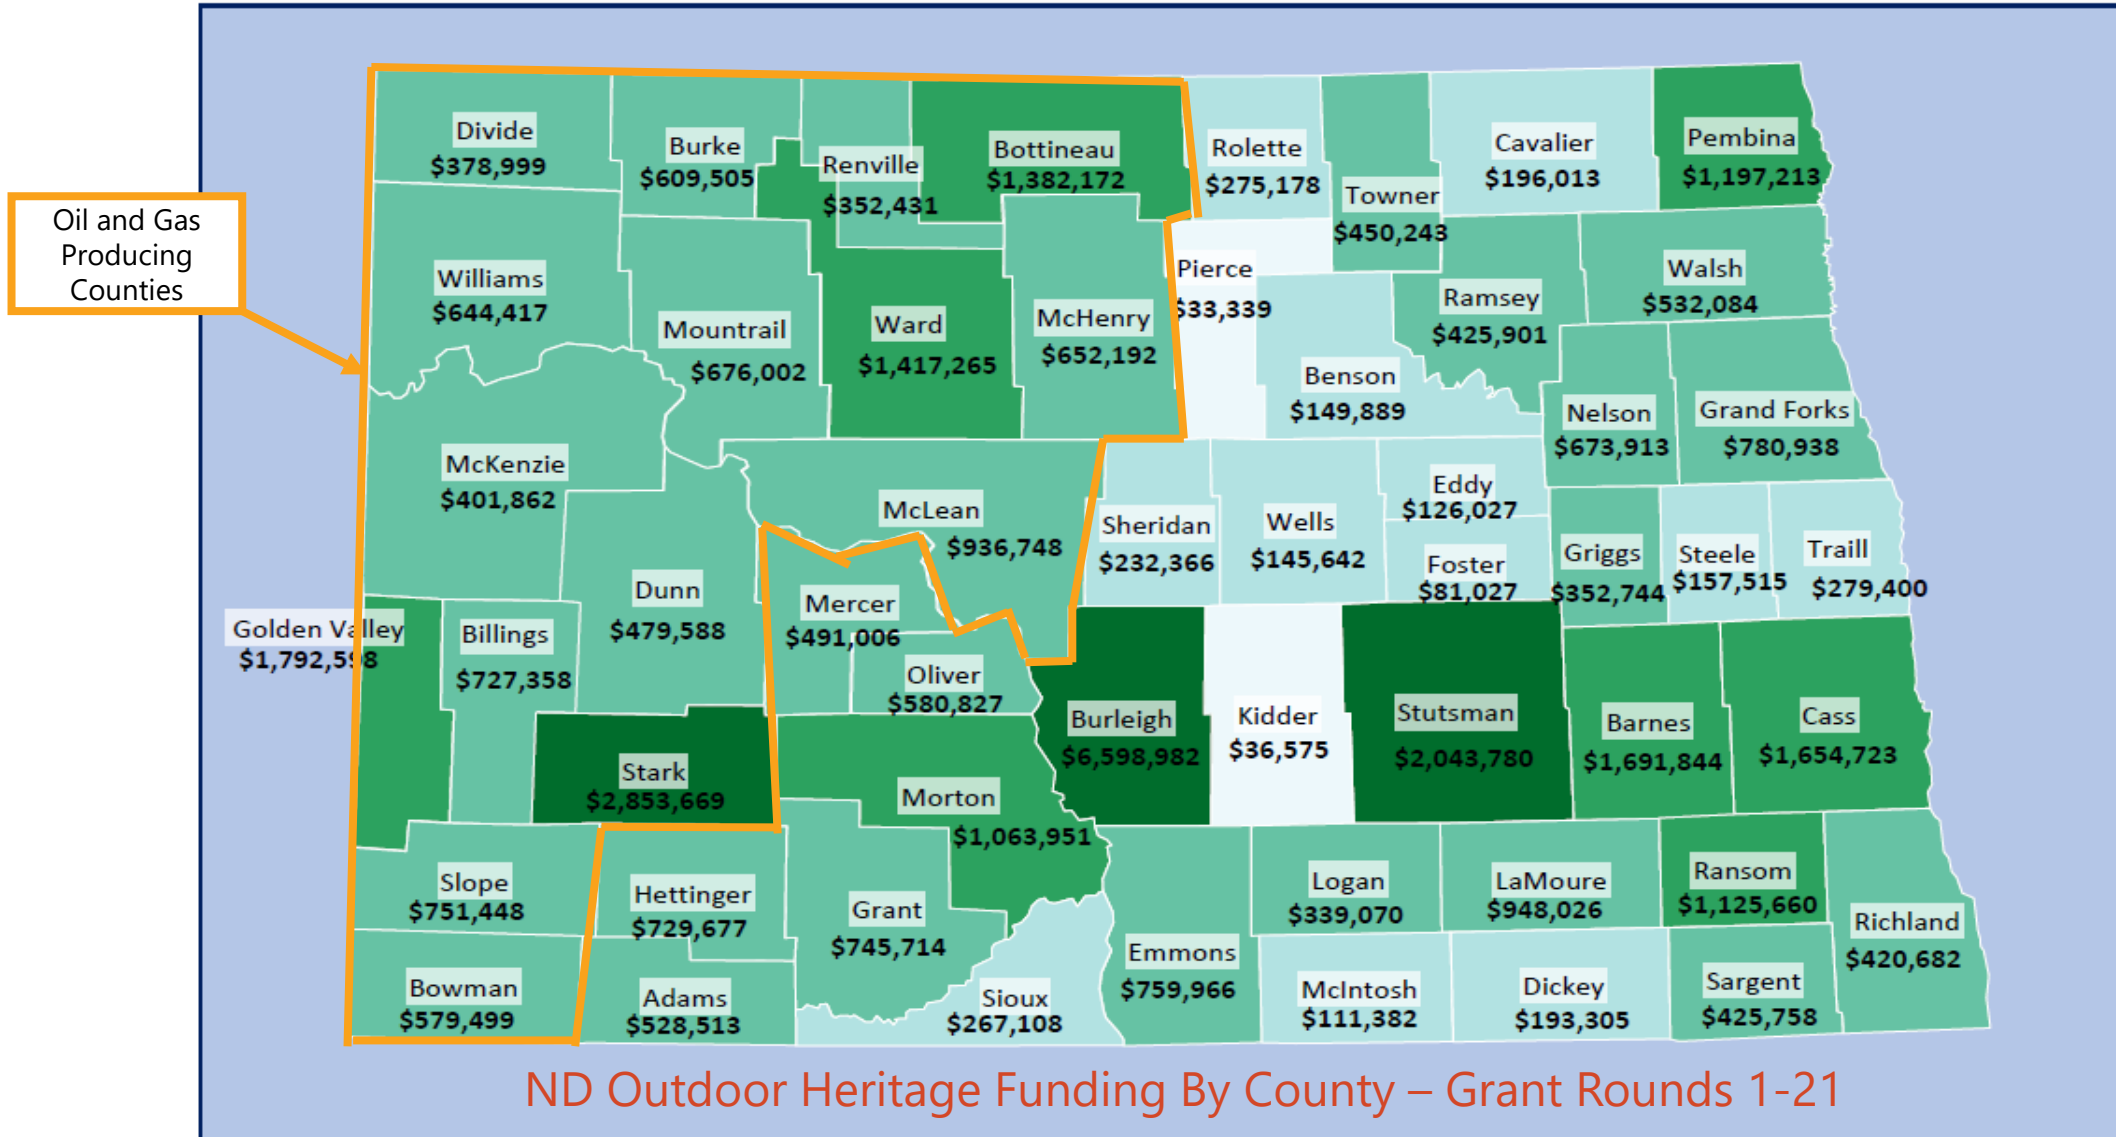 Oil and Gas
Producing
Counties
Divide
$378,999
Burke
$609,505
Renville
$352,431
Bottineau
$1,382,172
Rolette
$275,178
Towner
$450,243
Cavalier
$196,013
Pembina
$1,197,213
Williams
$644,417
Mountrail
$676,002
Ward
$1,417,265
McHenry
$652,192
Pierce
$33,339
Benson
$149,889
Ramsey
$425,901
Walsh
$532,084
Nelson
$673,913
Grand Forks
$780,938
McKenzie
$401,862
McLean
$936,748
Sheridan
$232,366
Wells
$145,642
Eddy
$126,027
Foster
$81,027
Griggs
$352,744
Steele
$157,515
Traill
$279,400
Golden Valley
$1,792,598
Billings
$727,358
Dunn
$479,588
Mercer
$491,006
Oliver
$580,827
Burleigh
$6,598,982
Kidder
$36,575
Stutsman
$2,043,780
Barnes
$1,691,844
Cass
$1,654,723
Stark
$2,853,669
Morton
$1,063,951
Slope
$751,448
Hettinger
$729,677
Grant
$745,714
Emmons
$759,966
Logan
$339,070
LaMoure
$948,026
Ransom
$1,125,660
Richland
$420,682
Bowman
$579,499
Adams
$528,513
Sioux
$267,108
McIntosh
$111,382
Dickey
$193,305
Sargent
$425,758
ND Outdoor Heritage Funding By County – Grant Rounds 1-21